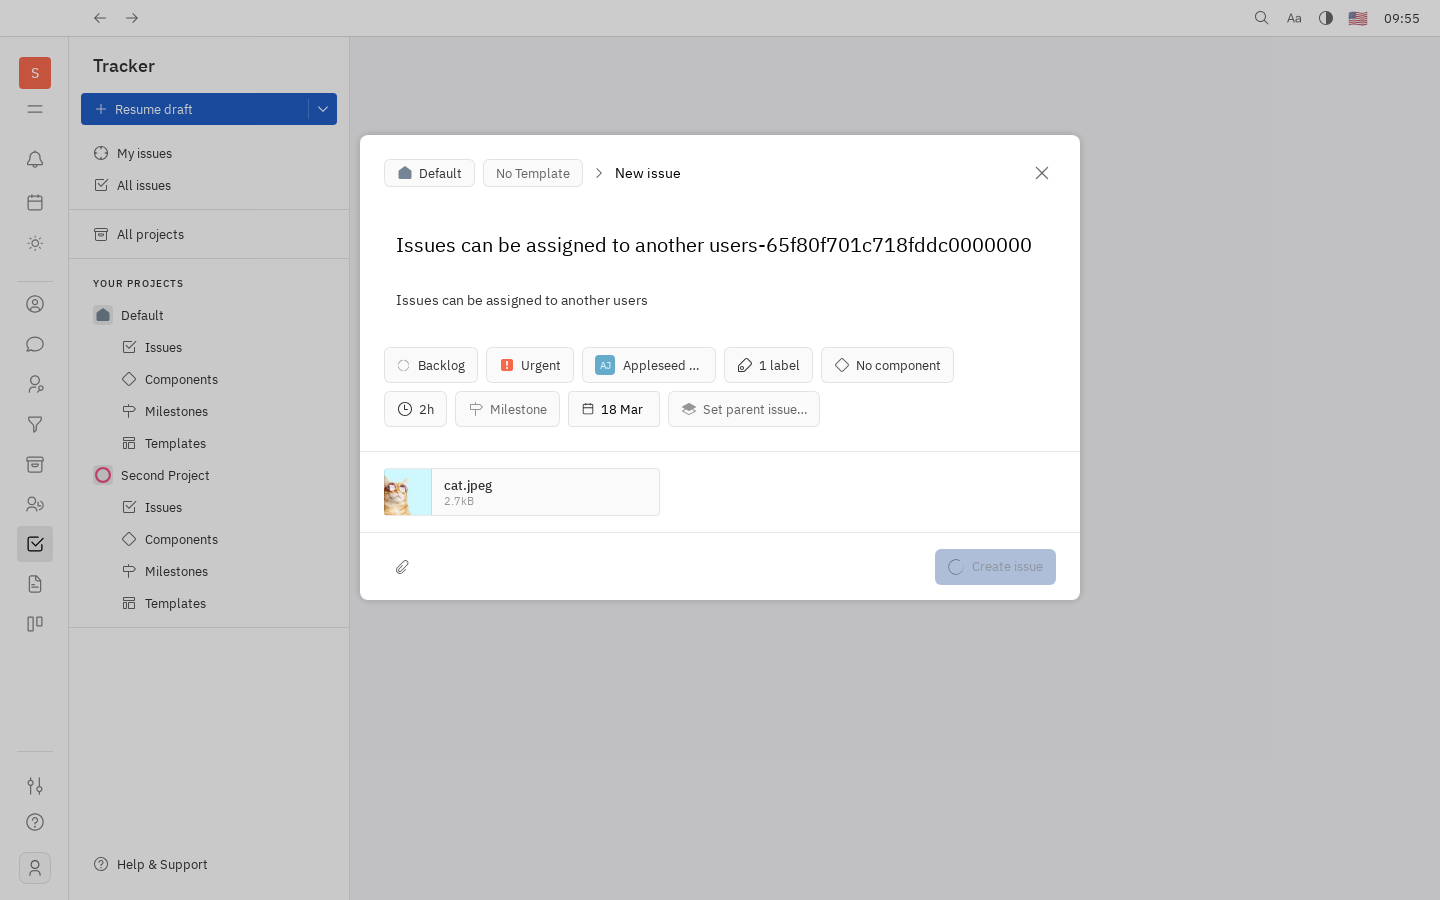 Aa
09:55
S
Tracker
Resume draft
My issues
All issues
All projects
YOUR PROJECTS
Default
Issues
Components
Milestones
Templates
Second Project
Issues
Components
Milestones
Templates
Help & Support
Default
No Template
New issue
Issues can be assigned to another users-65f80f701c718fddc0000000
Issues can be assigned to another users
Backlog
Urgent
AJ
Appleseed ...
1 label
No component
2h
Milestone
18 Mar
Set parent issue...
cat.jpeg
2.7kB
Create issue